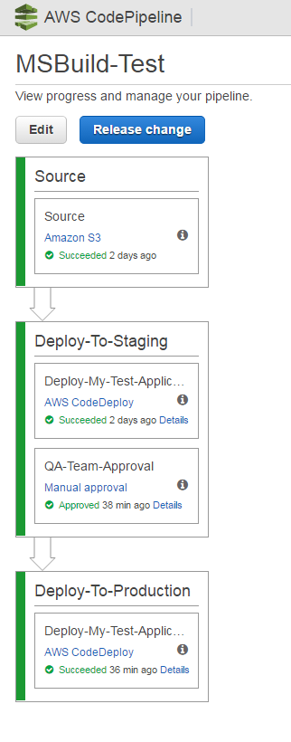 AWS CodePipeline
MSBuild-Test
View progress and manage your pipeline.
Edit
Release change
Source
Source
Amazon S3
Succeeded 2 days ago
Deploy-To-Staging
Deploy-My-Test-Applic...
AWS CodeDeploy
Succeeded 2 days ago Details
QA-Team-Approval
Manual approval
Approved 38 min ago Details
Deploy-To-Production
Deploy-My-Test-Applic...
AWS CodeDeploy
Succeeded 36 min ago Details